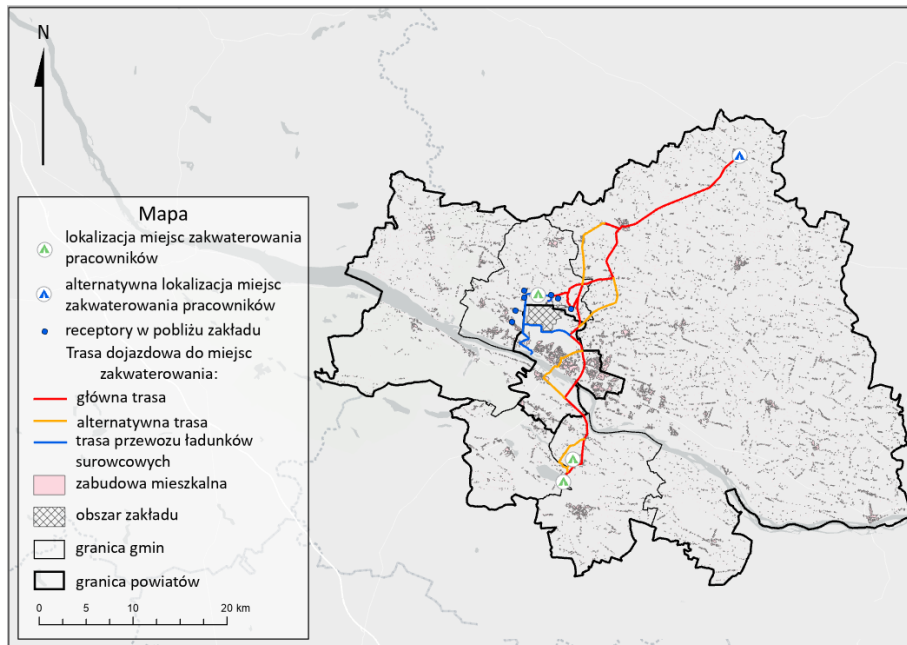 N
Mapa
lokalizacja miejsc zakwaterowania
pracowników
alternatywna lokalizacja miejsc
zakwaterowania pracowników
receptory w pobliżu zakładu
Trasa dojazdowa do miejsc
zakwaterowania:
główna trasa
alternatywna trasa
trasa przewozu ładunków
surowcowych
zabudowa mieszkalna
obszar zakładu
granica gmin
granica powiatów
0 5 10 20 km